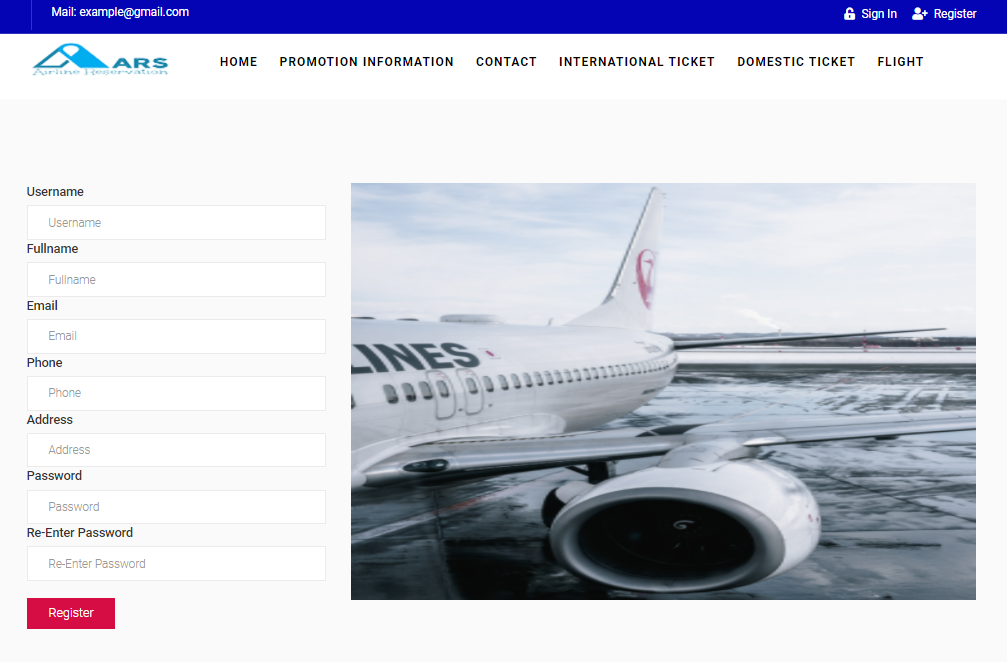 Mail: example@gmail.com
Sign In
Register
ARS
Airline Reservation
HOME
PROMOTION INFORMATION
CONTACT
INTERNATIONAL TICKET
DOMESTIC TICKET
FLIGHT
Username
Username
Fullname
Fullname
Email
Email
Phone
Phone
Address
Address
Password
Password
Re-Enter Password
Re-Enter Password
Register
LINES